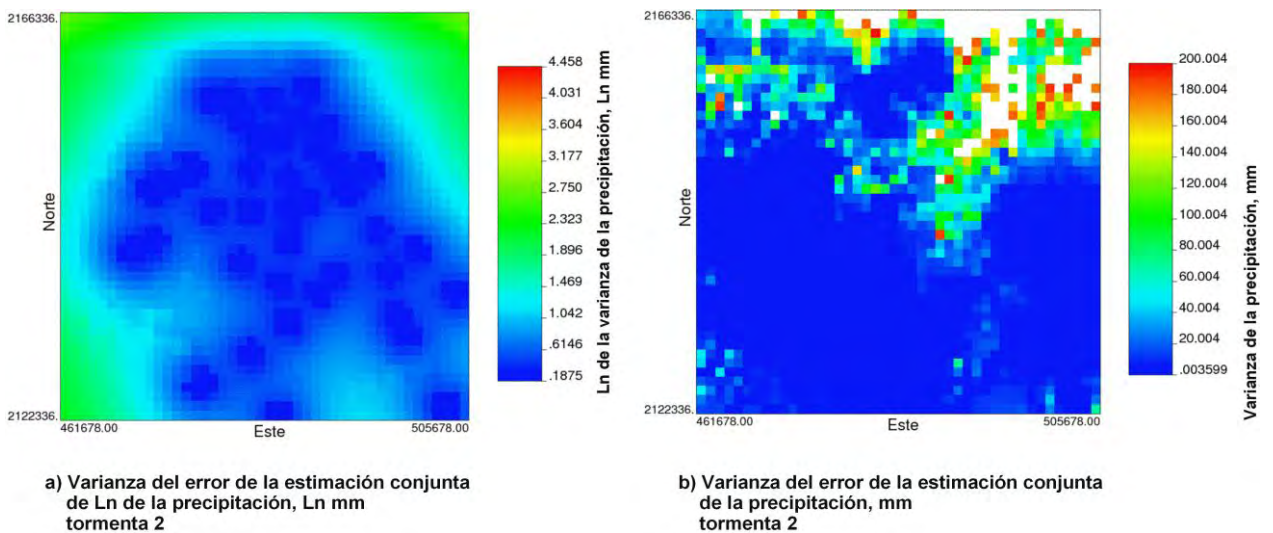 2166336.
Norte
2122336.
461678.00
Este
505678.00
4.458
4.031
3.604
3.177
2.750
2.323
1.896
1.469
1.042
.6146
.1875
Ln de la varianza de la precipitación, Ln mm
a) Varianza del error de la estimación conjunta
de Ln de la precipitación, Ln mm
tormenta 2
2166336.
Norte
2122336.
461678.00
Este
505678.00
200.004
180.004
160.004
140.004
120.004
100.004
80.004
60.004
40.004
20.004
.003599
Varianza de la precipitación, mm
b) Varianza del error de la estimación conjunta
de la precipitación, mm
tormenta 2